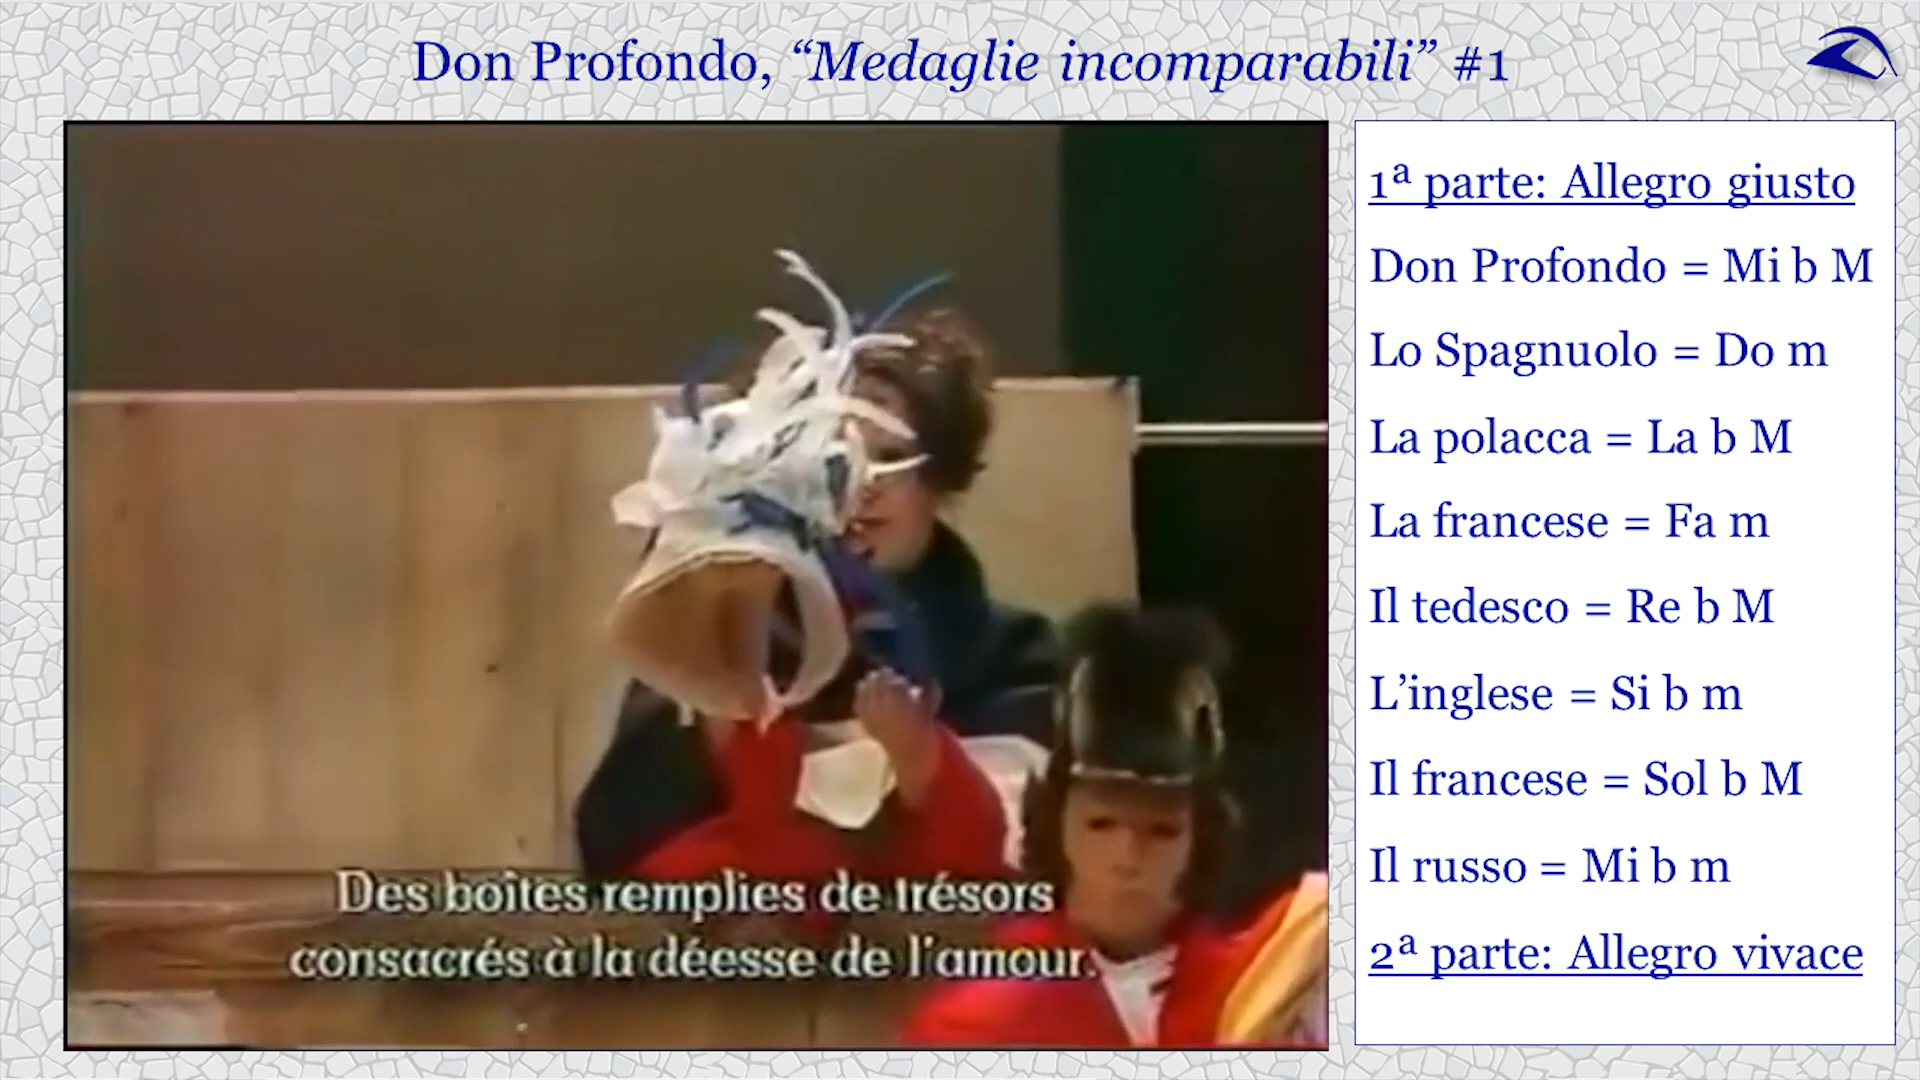 Don Profondo, “Medaglie incomparabili” #1
1ª parte: Allegro giusto
Don Profondo = Mi b M
Lo Spagnuolo = Do m
La polacca = La b M
La francese = Fa m
Il tedesco = Re b M
L’inglese = Si b m
Il francese = Sol b M
Il russo = Mi b m
2ª parte: Allegro vivace
Des boîtes remplies de trésors
consacrés à la déesse de l'amour.